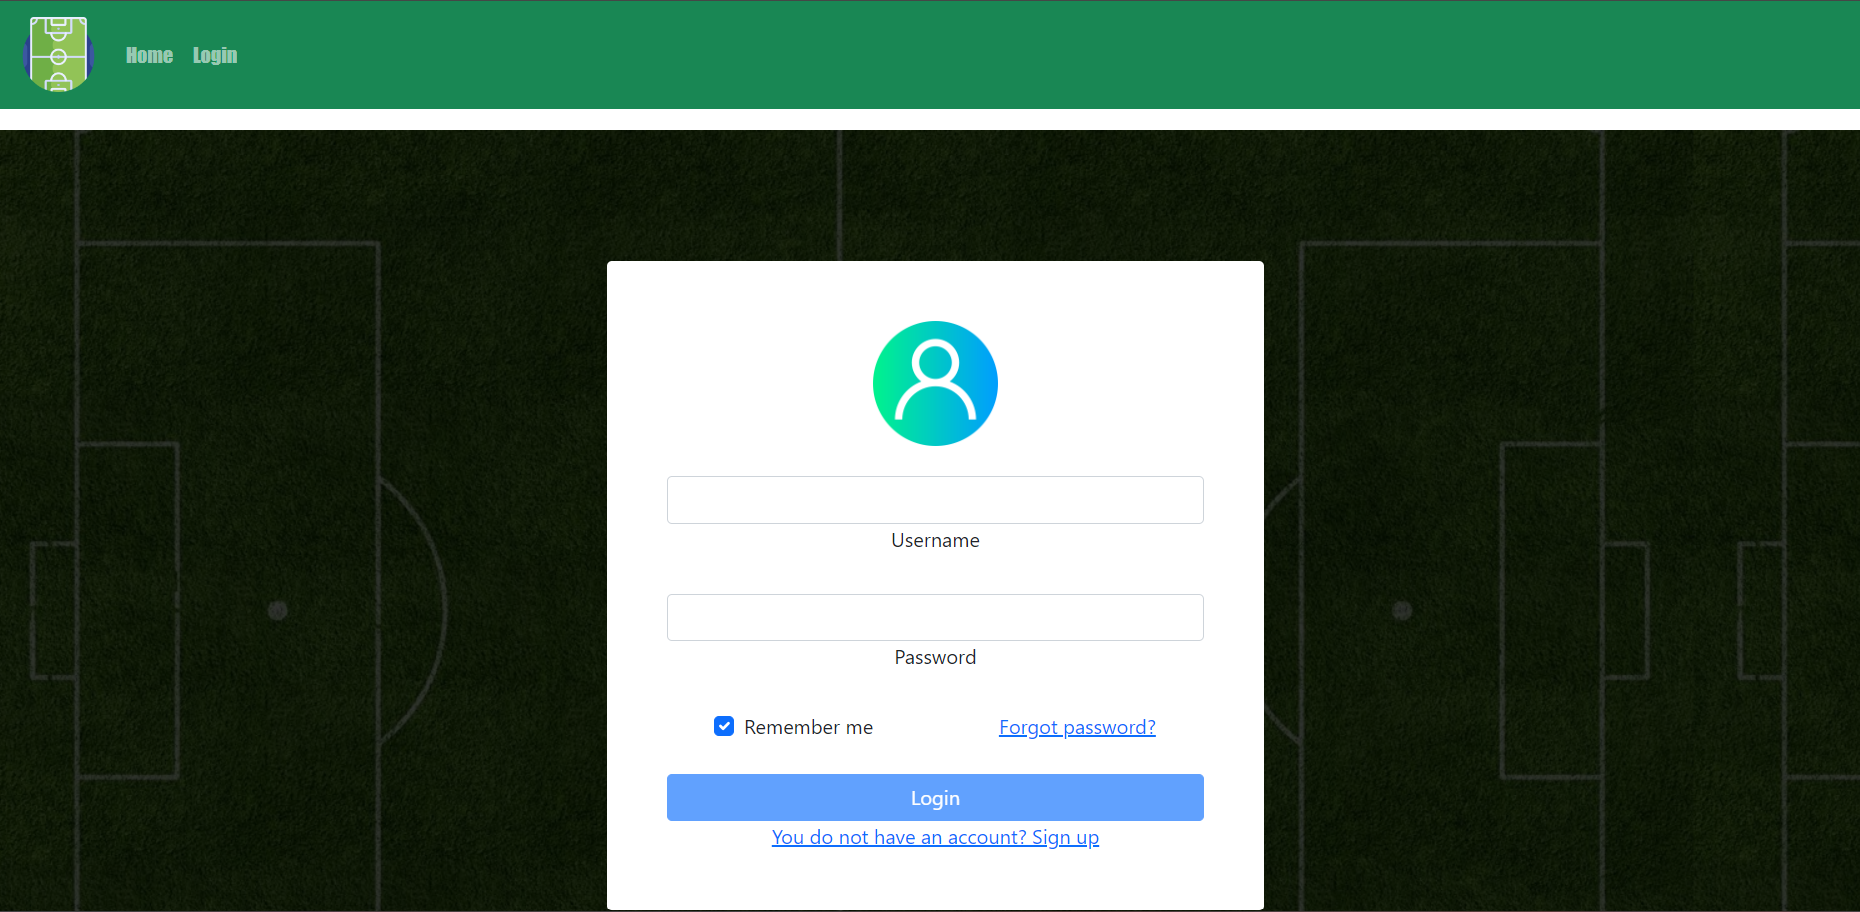 Home Login
Username
Password
Remember me Forgot password?
Login
You do not have an account? Sign up